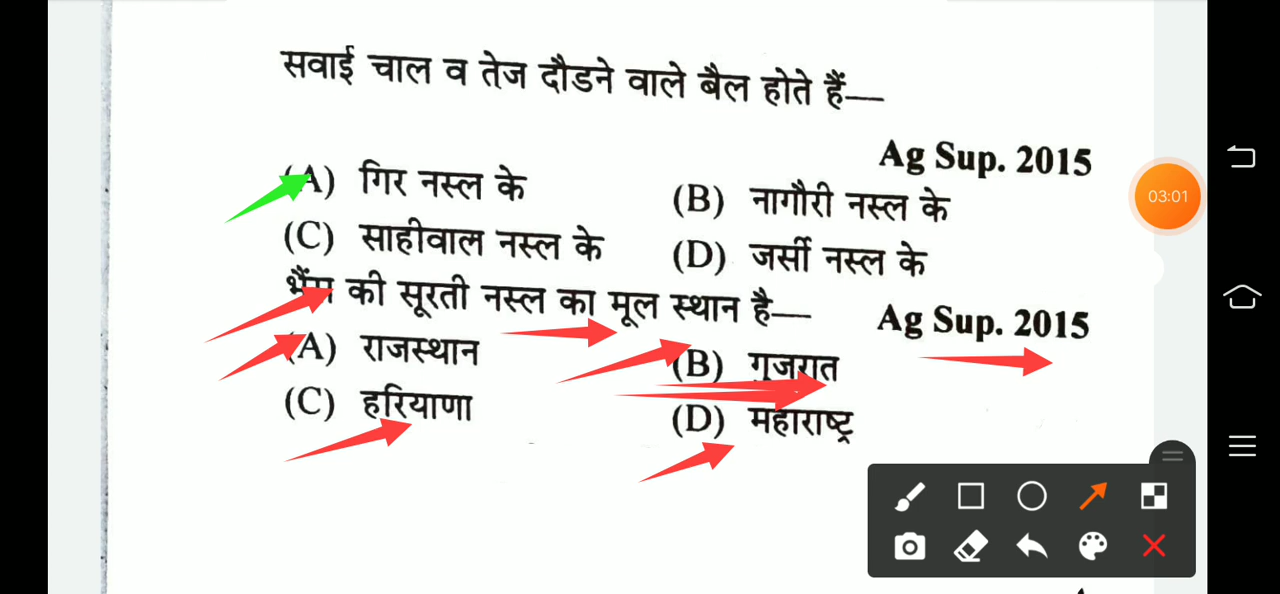 सवाई चाल व तेज दौडने वाले बैल होते हैं—
Ag Sup. 2015
(A) गिर नस्ल के (B) नागौरी नस्ल के
(C) साहीवाल नस्ल के (D) जर्सी नस्ल के
भैंस की सूरती नस्ल का मूल स्थान है— Ag Sup. 2015
(A) राजस्थान (B) गुजरात
(C) हरियाणा (D) महाराष्ट्र
03:01